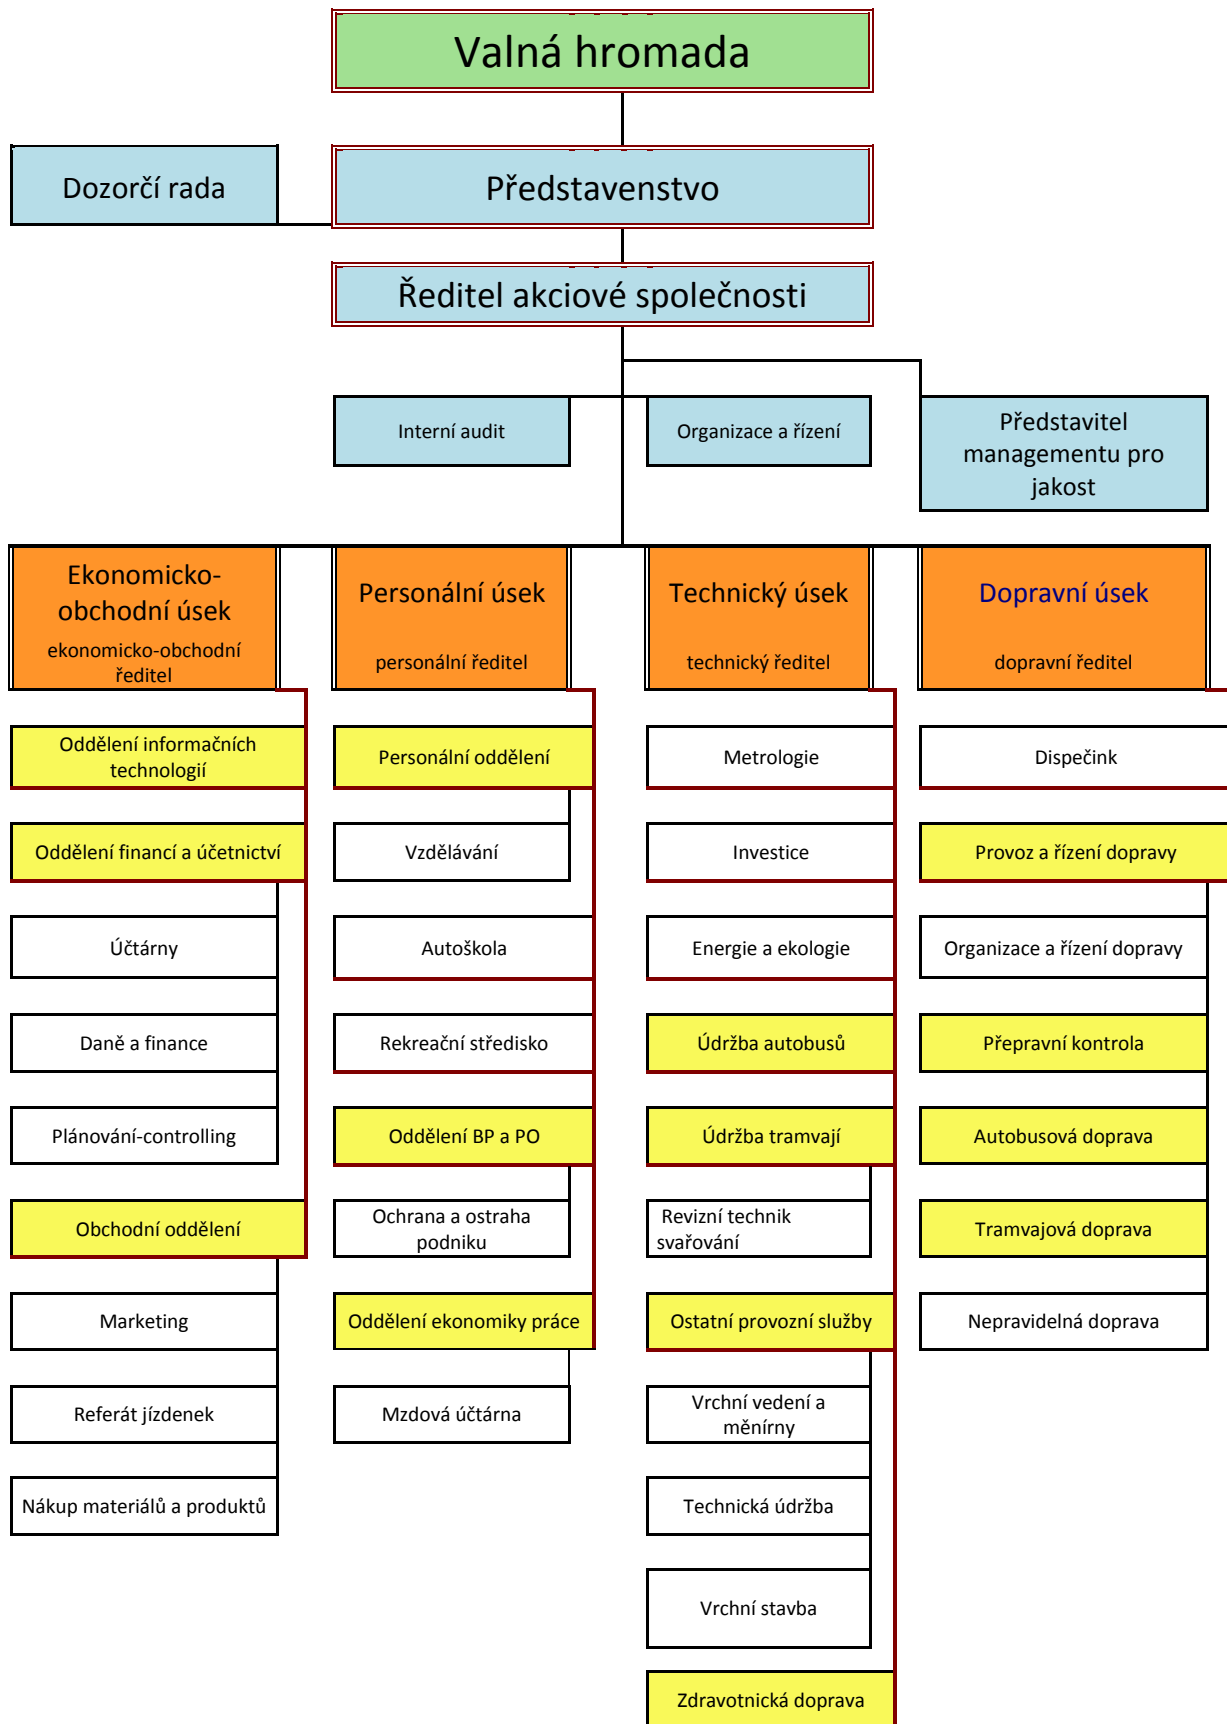 Valná hromada
Dozorčí rada
Představenstvo
Ředitel akciové společnosti
Interní audit
Organizace a řízení
Představitel
managementu pro
jakost
Ekonomicko-
obchodní úsek
ekonomicko-obchodní
ředitel
Personální úsek
personální ředitel
Technický úsek
technický ředitel
Dopravní úsek
dopravní ředitel
Oddělení informačních
technologií
Oddělení financí a účetnictví
Účtárny
Daně a finance
Plánování-controlling
Obchodní oddělení
Marketing
Referát jízdenek
Nákup materiálů a produktů
Personální oddělení
Vzdělávání
Autoškola
Rekreační středisko
Oddělení BP a PO
Ochrana a ostraha
podniku
Oddělení ekonomiky práce
Mzdová účtárna
Metrologie
Investice
Energie a ekologie
Údržba autobusů
Údržba tramvají
Revizní technik
svařování
Ostatní provozní služby
Vrchní vedení a
měnírny
Technická údržba
Vrchní stavba
Zdravotnická doprava
Dispečink
Provoz a řízení dopravy
Organizace a řízení dopravy
Přepravní kontrola
Autobusová doprava
Tramvajová doprava
Nepravidelná doprava